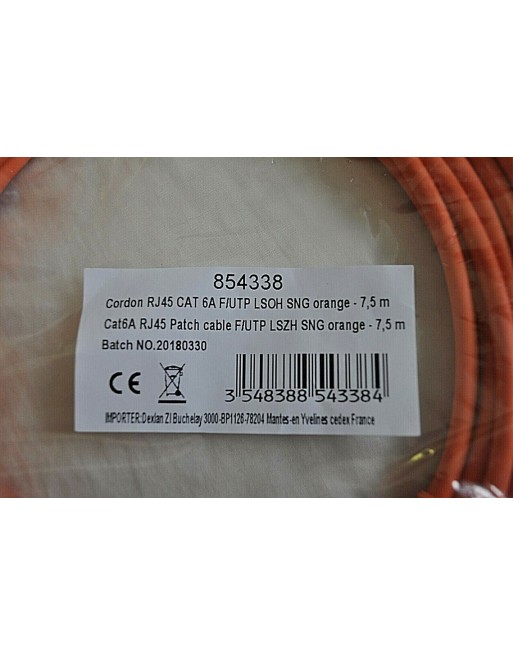 854338
Cordon RJ45 CAT 6A F/UTP LSOH SNG orange - 7,5 m
Cat6A RJ45 Patch cable F/UTP LSZH SNG orange - 7,5 m
Batch NO.20180330
CE
3 548388 543384
IMPORTER:Dexlan ZI Buchelay 3000-BP1126-78204 Mantes-en Yvelines cedex France